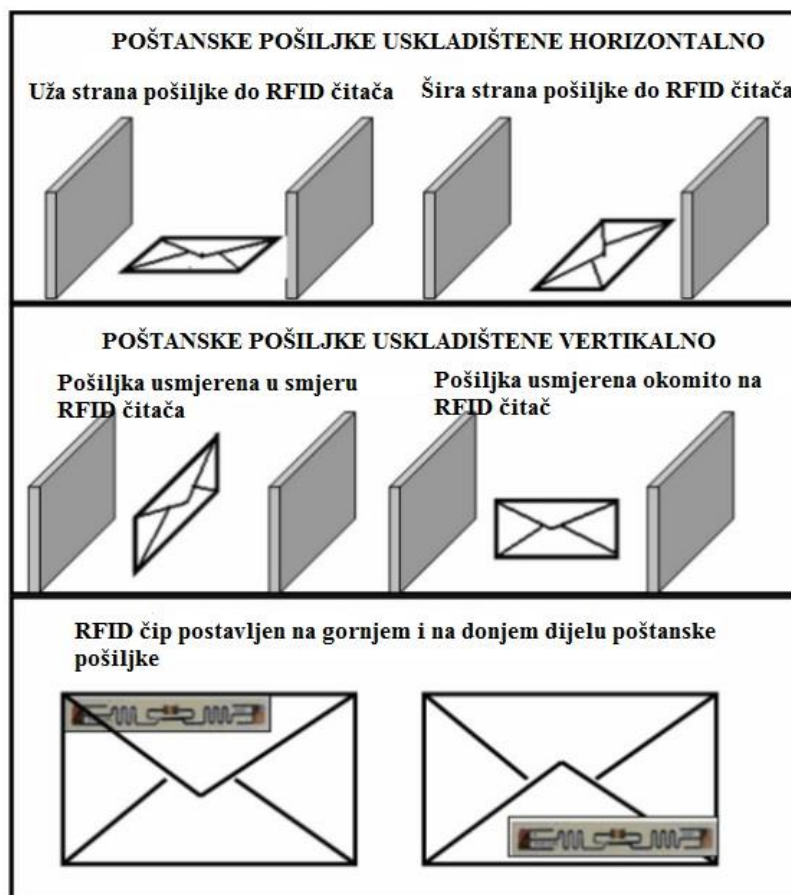 POŠTANSKE POŠILJKE USKLADIŠTENE HORIZONTALNO
Uža strana pošiljke do RFID čitača
Šira strana pošiljke do RFID čitača
POŠTANSKE POŠILJKE USKLADIŠTENE VERTIKALNO
Pošiljka usmjerena u smjeru
RFID čitača
Pošiljka usmjerena okomito na
RFID čitač
RFID čip postavljen na gornjem i na donjem dijelu poštanske
pošiljke